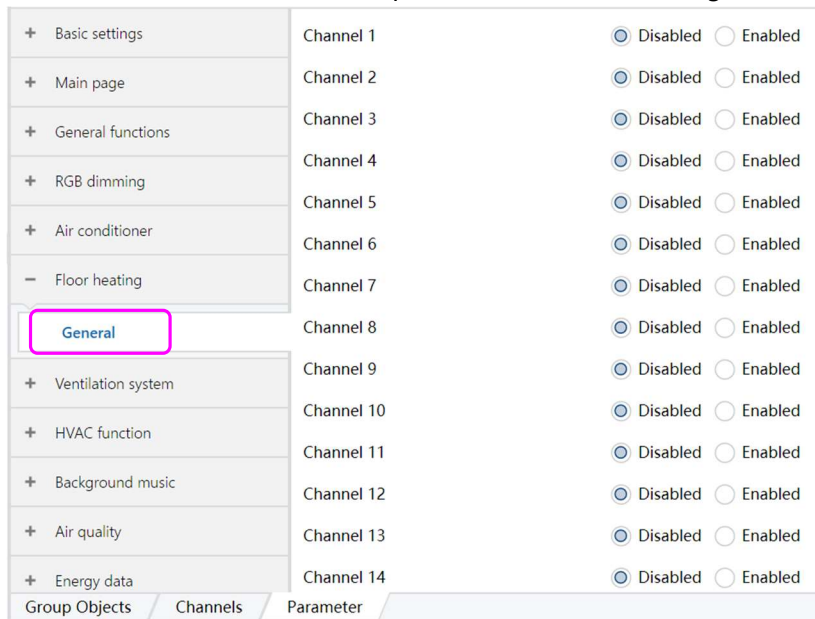 + Basic settings
+ Main page
+ General functions
+ RGB dimming
+ Air conditioner
− Floor heating
General
+ Ventilation system
+ HVAC function
+ Background music
+ Air quality
+ Energy data
Channel 1 Disabled Enabled
Channel 2 Disabled Enabled
Channel 3 Disabled Enabled
Channel 4 Disabled Enabled
Channel 5 Disabled Enabled
Channel 6 Disabled Enabled
Channel 7 Disabled Enabled
Channel 8 Disabled Enabled
Channel 9 Disabled Enabled
Channel 10 Disabled Enabled
Channel 11 Disabled Enabled
Channel 12 Disabled Enabled
Channel 13 Disabled Enabled
Channel 14 Disabled Enabled
Group Objects Channels Parameter